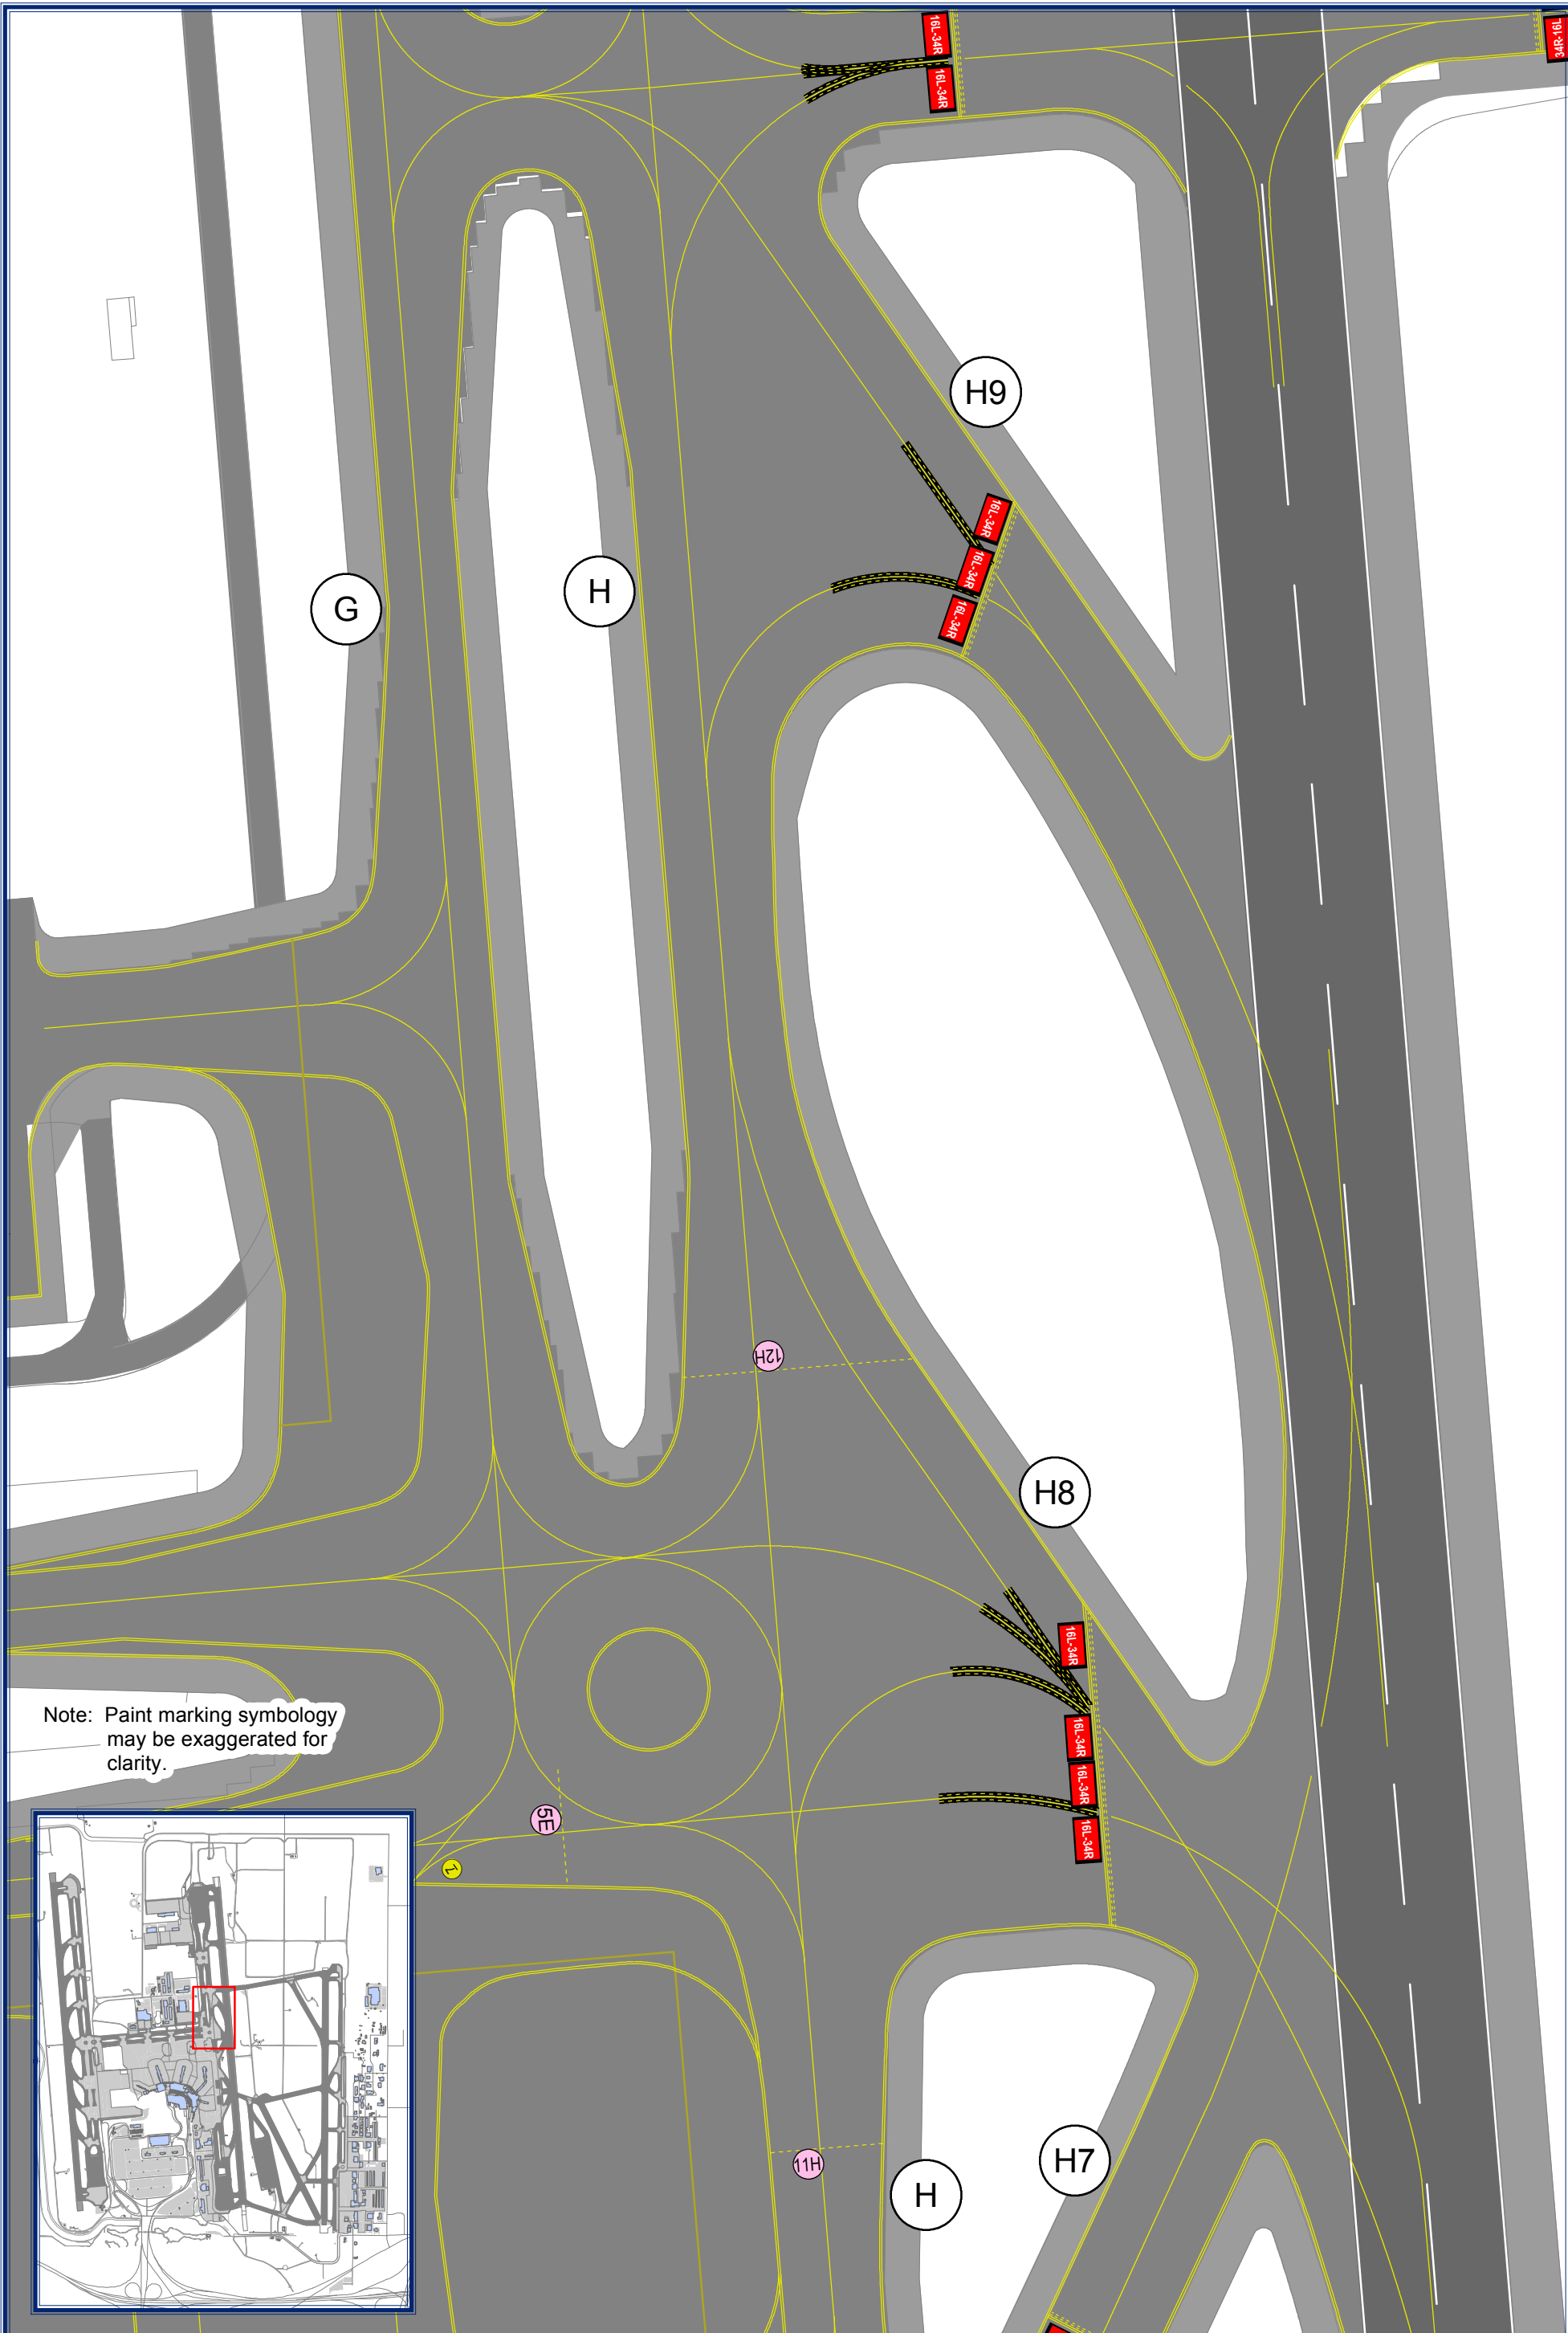 16L-34R
16L-34R
34R-16L
H9
16L-34R
16L-34R
16L-34R
G
H
12H
H8
16L-34R
16L-34R
16L-34R
16L-34R
Note: Paint marking symbology
may be exaggerated for
clarity.
5E
Z
11H
H
H7